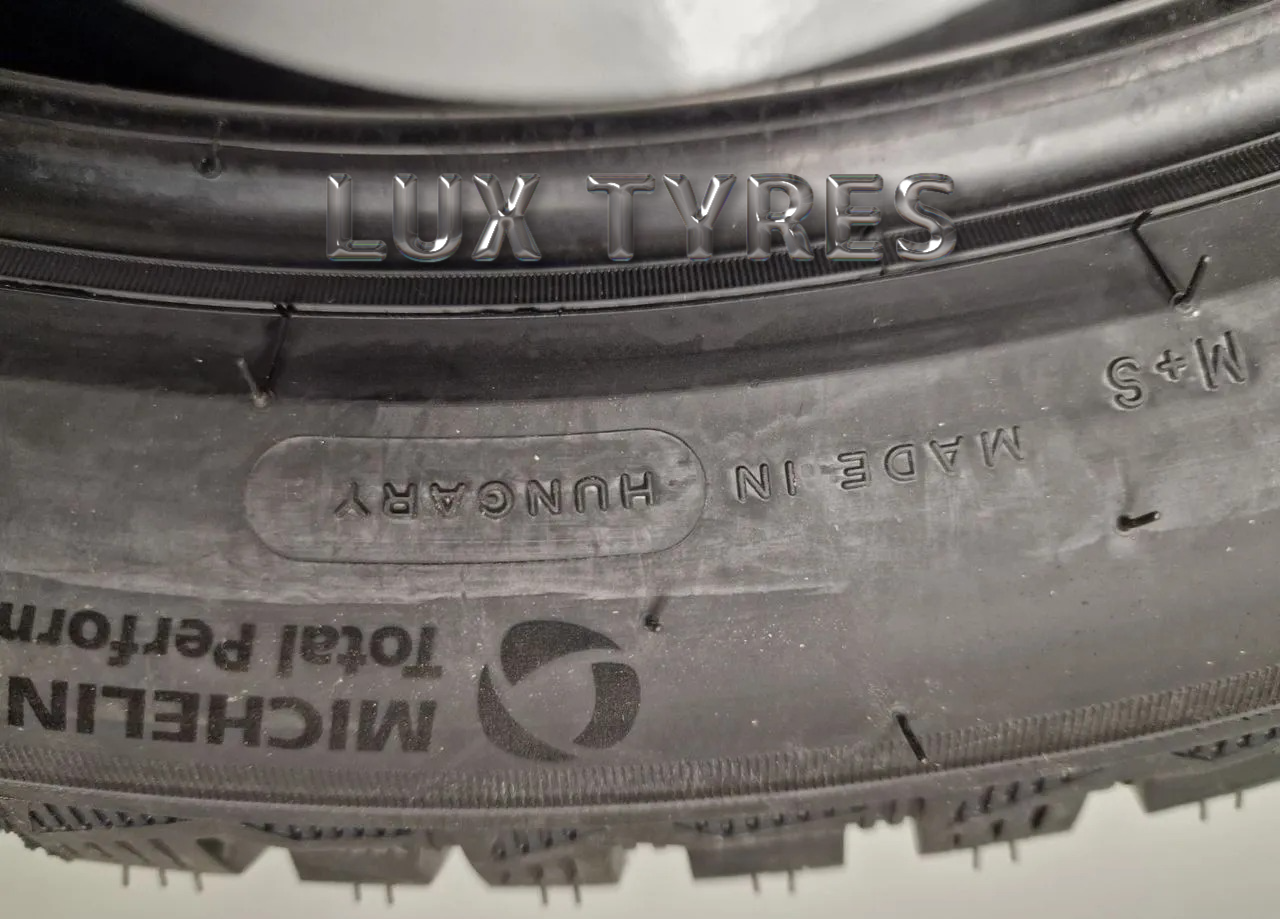 LUX TYRES
M+S
MADE IN HUNGARY
MICHELIN
Total Perform